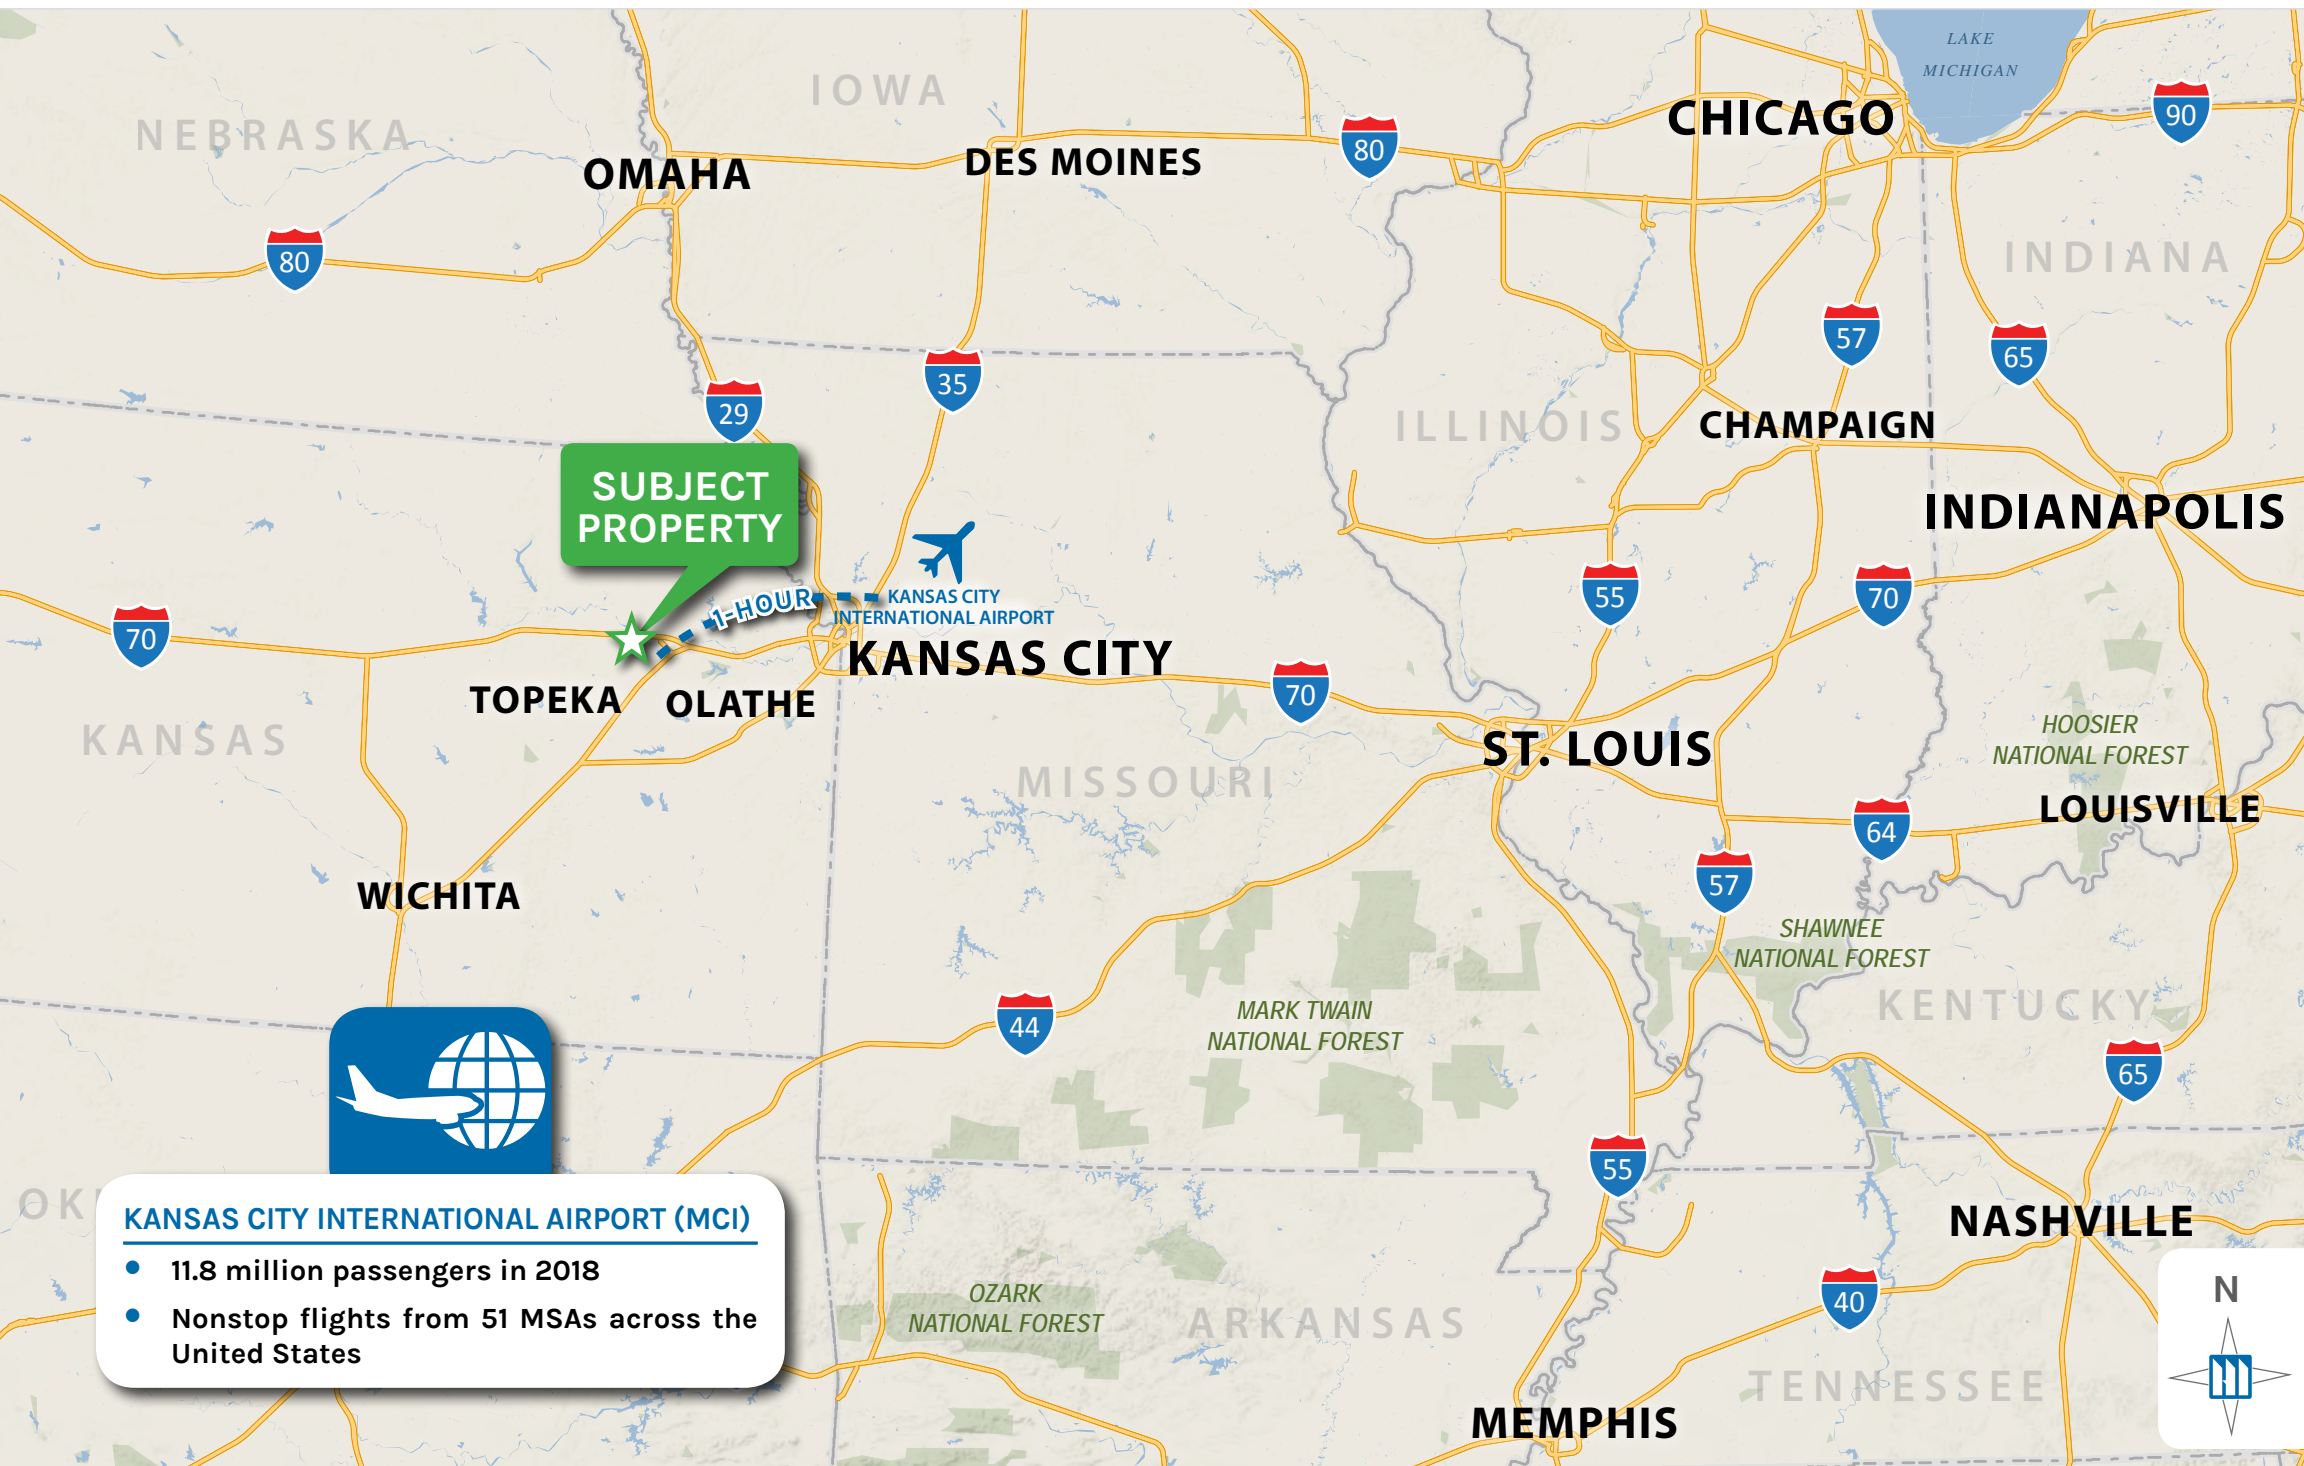 LAKE
MICHIGAN
IOWA
CHICAGO
90
NEBRASKA
80
DES MOINES
OMAHA
80
INDIANA
57
65
35
29
ILLINOIS
CHAMPAIGN
SUBJECT
PROPERTY
INDIANAPOLIS
55
70
1-HOUR
KANSAS CITY
INTERNATIONAL AIRPORT
70
KANSAS CITY
70
TOPEKA
OLATHE
KANSAS
HOOSIER
NATIONAL FOREST
ST. LOUIS
MISSOURI
LOUISVILLE
64
57
WICHITA
SHAWNEE
NATIONAL FOREST
KENTUCKY
MARK TWAIN
NATIONAL FOREST
44
65
55
OK
KANSAS CITY INTERNATIONAL AIRPORT (MCI)
• 11.8 million passengers in 2018
• Nonstop flights from 51 MSAs across the
United States
NASHVILLE
N
OZARK
NATIONAL FOREST
ARKANSAS
40
TENNESSEE
MEMPHIS